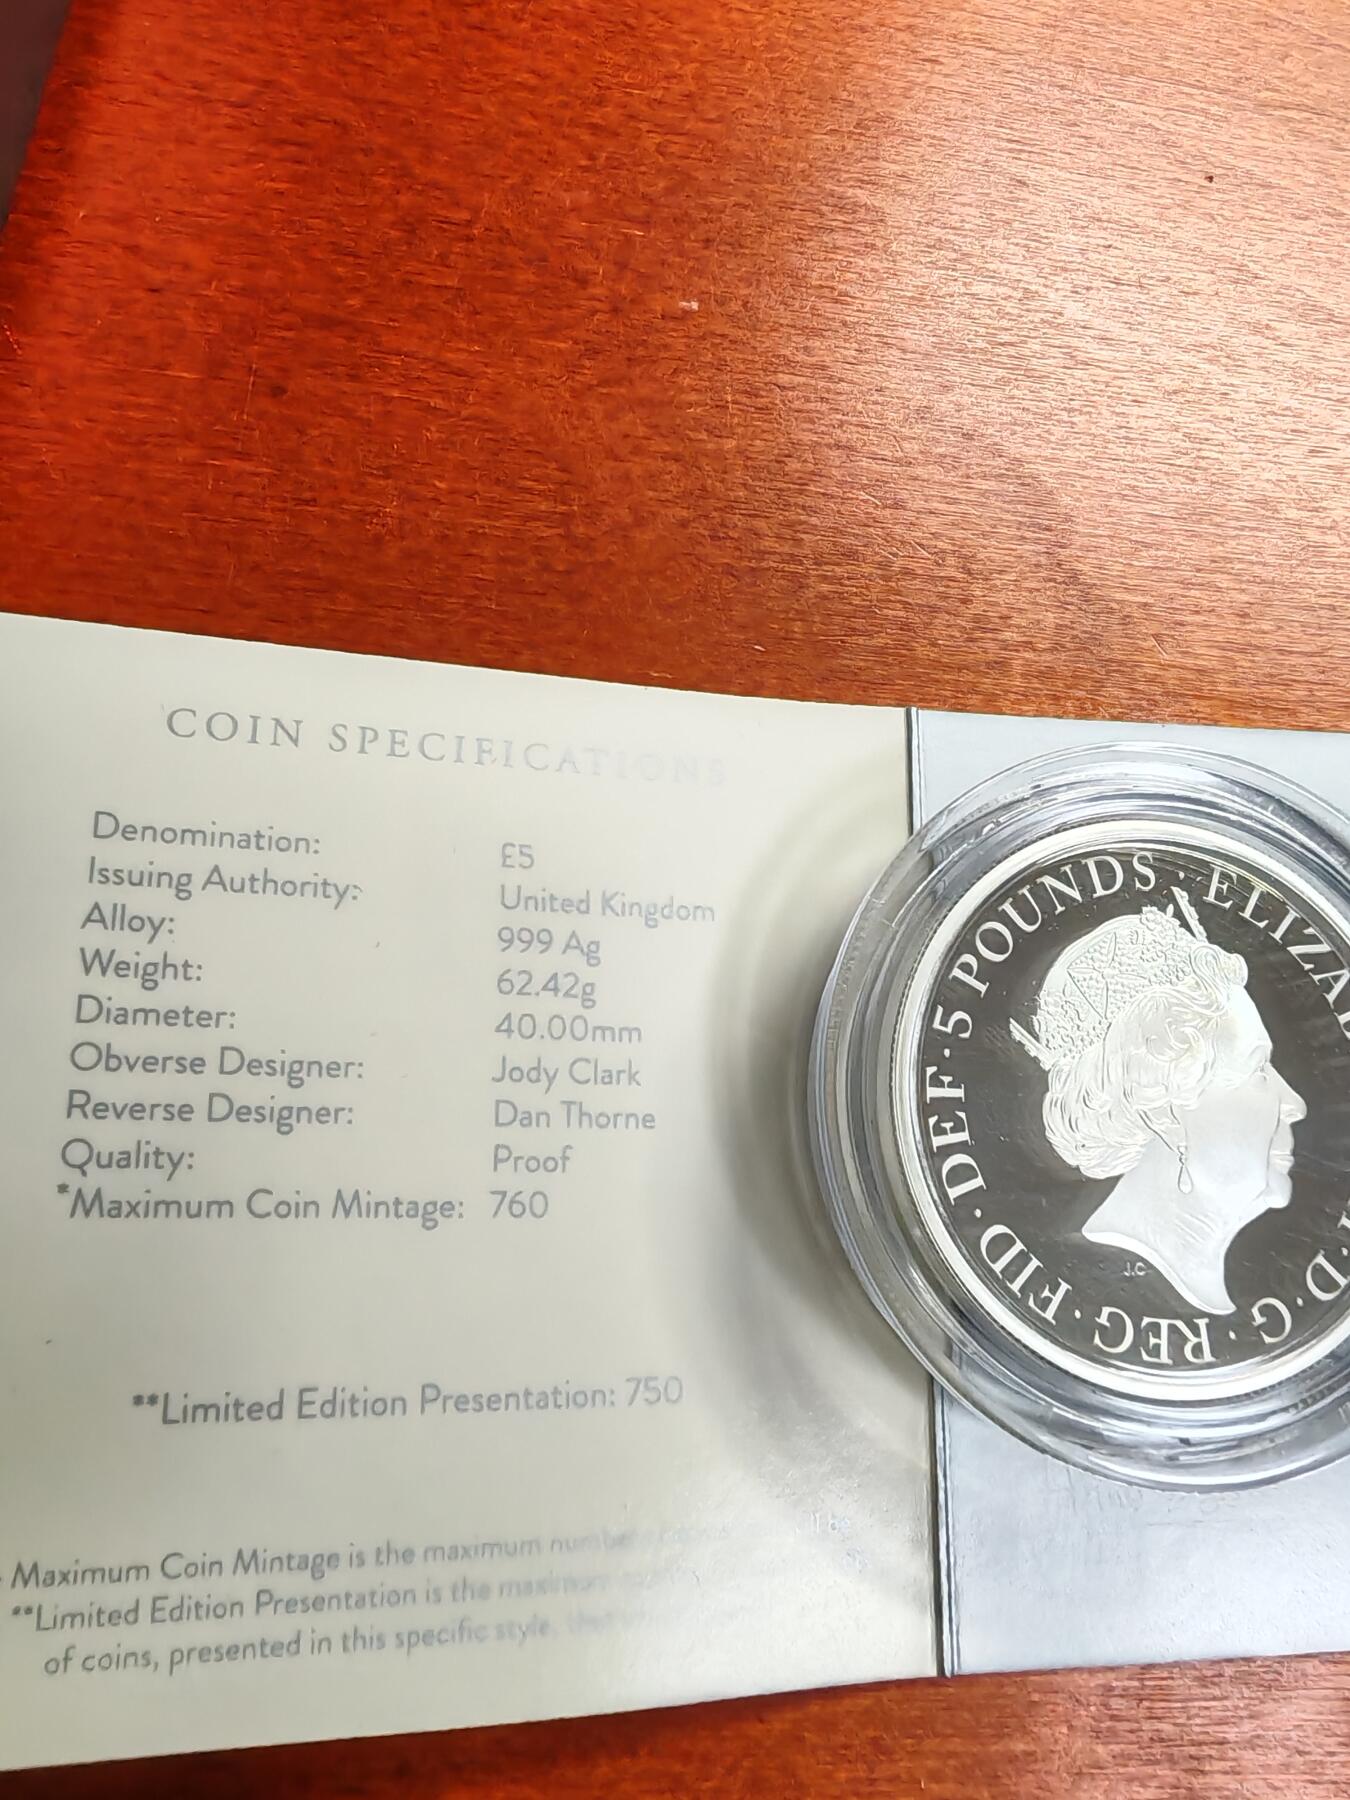 COIN SPECIFICATIONS
Denomination: £5
Issuing Authority: United Kingdom
Alloy: 999 Ag
Weight: 62.42g
Diameter: 40.00mm
Obverse Designer: Jody Clark
Reverse Designer: Dan Thorne
Quality: Proof
*Maximum Coin Mintage: 760
**Limited Edition Presentation: 750
Maximum Coin Mintage is the maximum number
**Limited Edition Presentation is the maximum
of coins, presented in this specific style, that
D·G·REG·FID·DEF·5 POUNDS·ELIZA
J.C